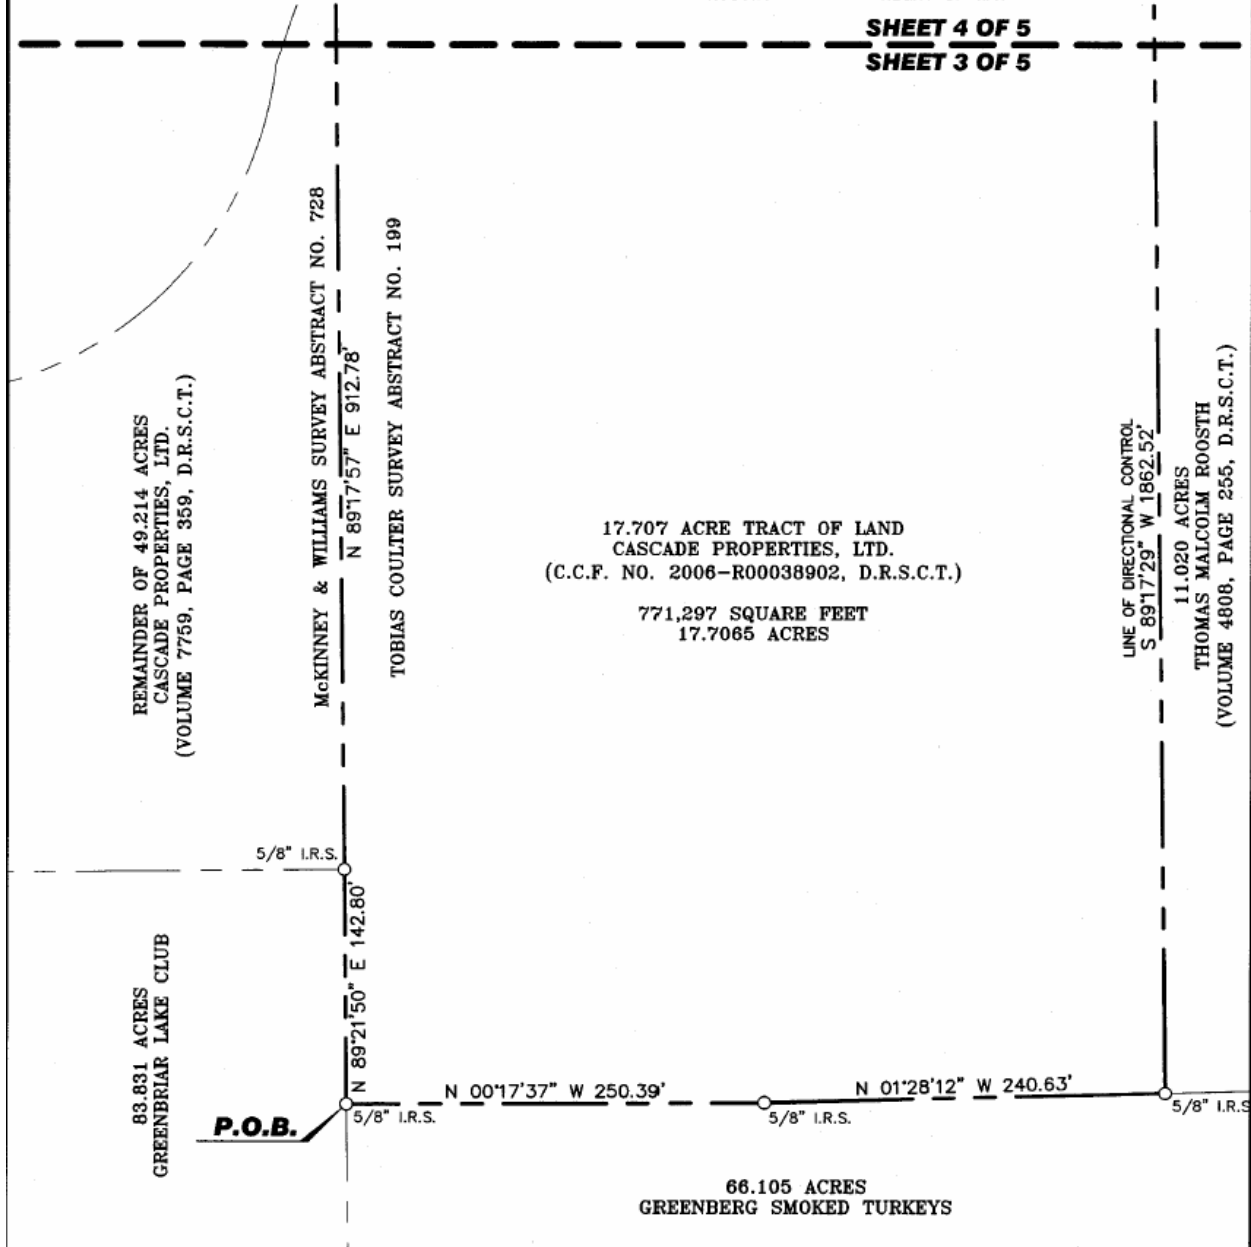 SHEET 4 OF 5
SHEET 3 OF 5
McKINNEY & WILLIAMS SURVEY ABSTRACT NO. 728
N 89°17'57" E 912.78'
TOBIAS COULTER SURVEY ABSTRACT NO. 199
REMAINDER OF 49.214 ACRES
CASCADE PROPERTIES, LTD.
(VOLUME 7759, PAGE 359, D.R.S.C.T.)
17.707 ACRE TRACT OF LAND
CASCADE PROPERTIES, LTD.
(C.C.F. NO. 2006-R00038902, D.R.S.C.T.)
771,297 SQUARE FEET
17.7065 ACRES
LINE OF DIRECTIONAL CONTROL
S 89°17'29" W 1862.52'
11.020 ACRES
THOMAS MALCOLM ROOSTH
(VOLUME 4808, PAGE 255, D.R.S.C.T.)
5/8" I.R.S.
N 89°21'50" E 142.80'
83.831 ACRES
GREENBRIAR LAKE CLUB
P.O.B.
N 00°17'37" W 250.39'
N 01°28'12" W 240.63'
5/8" I.R.S.
5/8" I.R.S.
5/8" I.R.S
66.105 ACRES
GREENBERG SMOKED TURKEYS